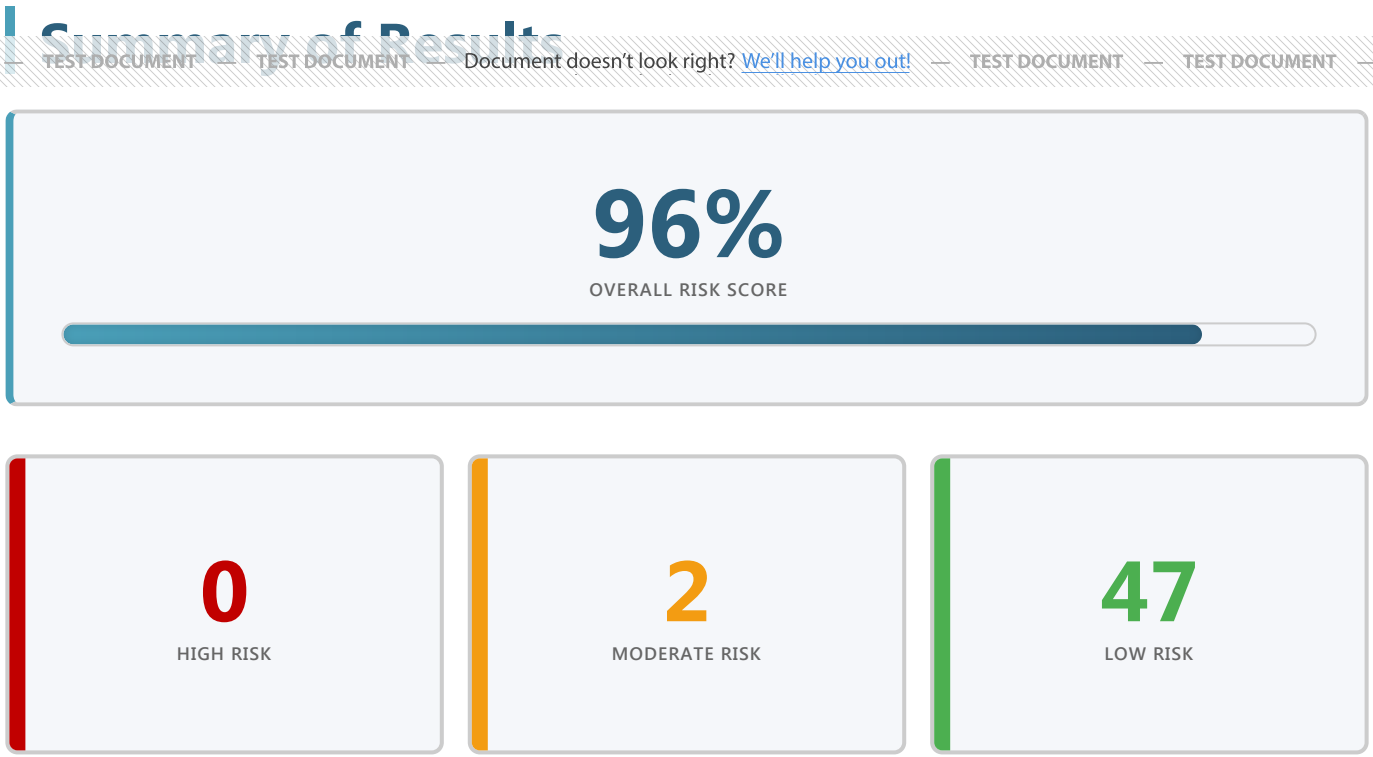 Summary of Results
— TEST DOCUMENT — TEST DOCUMENT — Document doesn’t look right? We’ll help you out! — TEST DOCUMENT — TEST DOCUMENT —
96%
OVERALL RISK SCORE
0
HIGH RISK
2
MODERATE RISK
47
LOW RISK